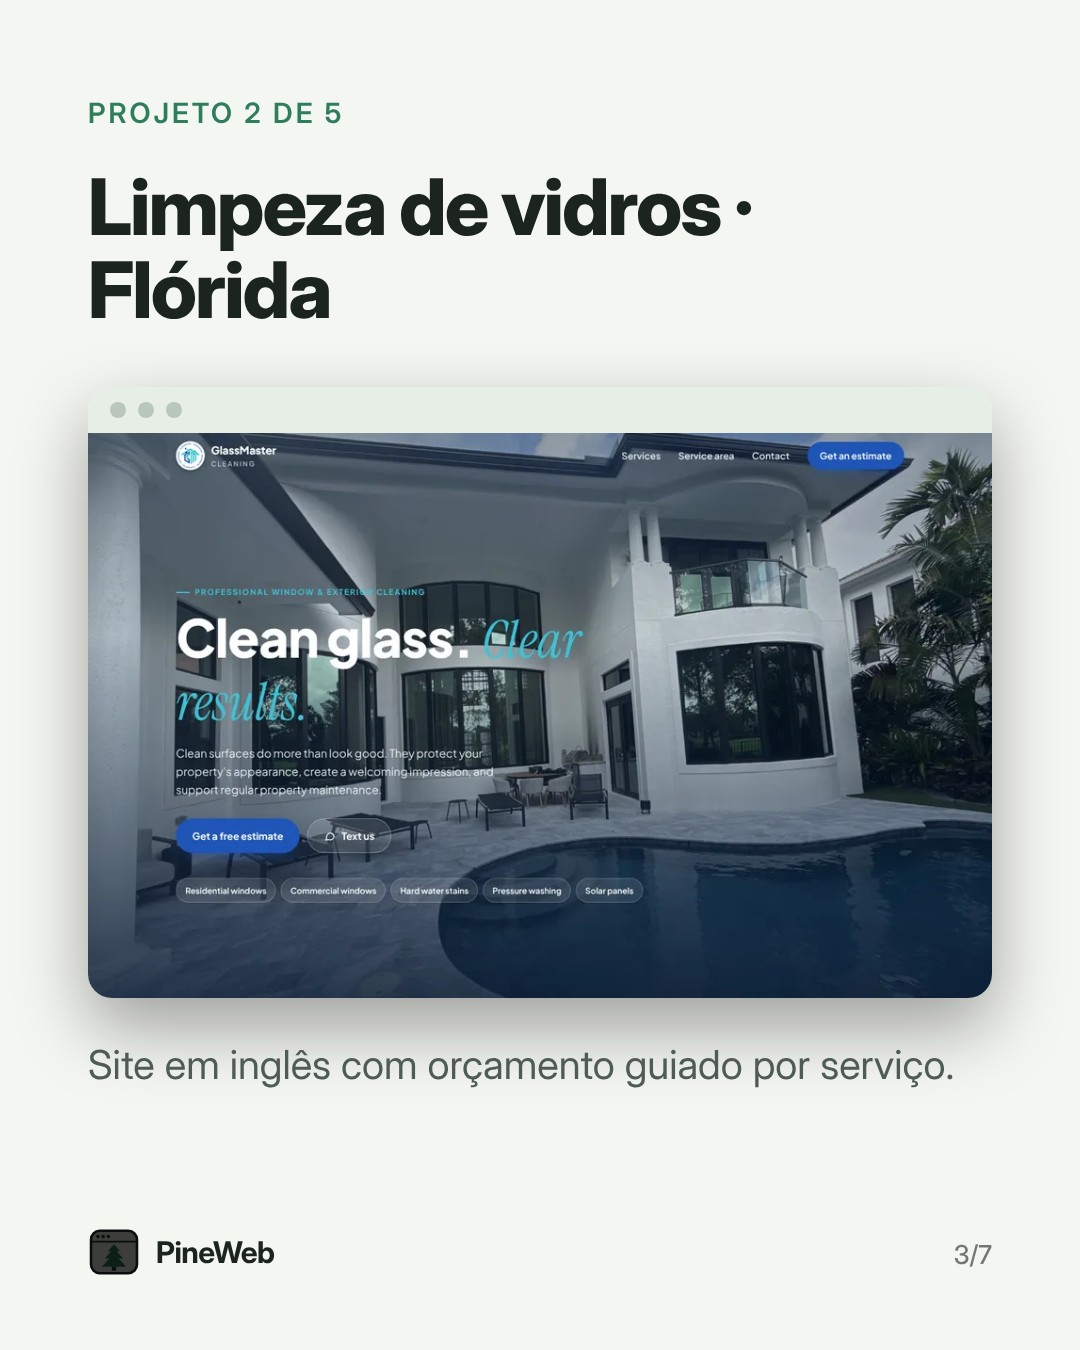 PROJETO 2 DE 5
Limpeza de vidros ·
Flórida
GlassMaster
CLEANING
Services
Service area
Contact
Get an estimate
PROFESSIONAL WINDOW & EXTERIOR CLEANING
Clean glass. Clear
results.
Clean surfaces do more than look good. They protect your
property's appearance, create a welcoming impression, and
support regular property maintenance.
Get a free estimate
Text us
Residential windows
Commercial windows
Hard water stains
Pressure washing
Solar panels
Site em inglês com orçamento guiado por serviço.
PineWeb
3/7